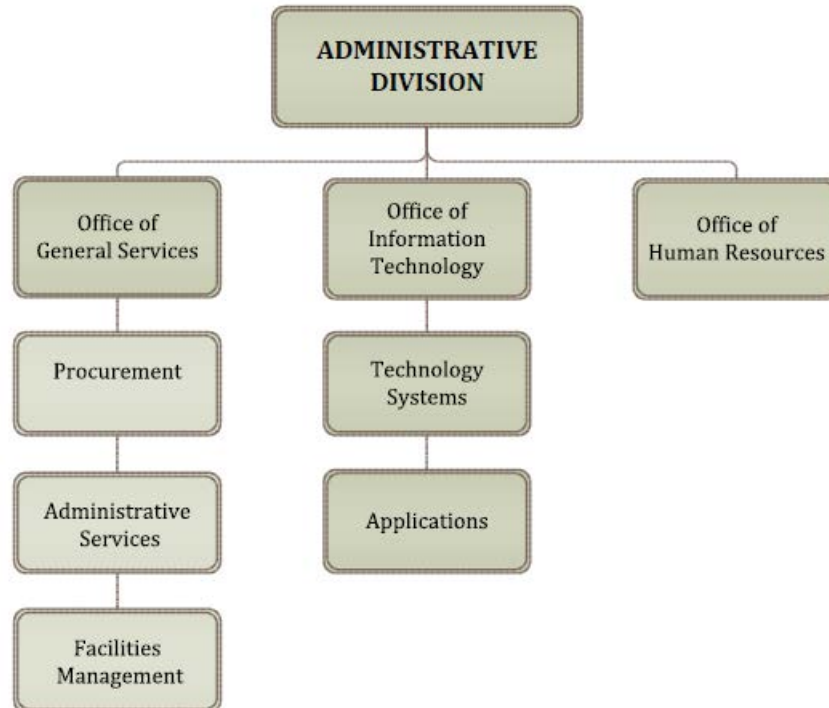 ADMINISTRATIVE
DIVISION
Office of
General Services
Office of
Information
Technology
Office of
Human Resources
Procurement
Technology
Systems
Administrative
Services
Applications
Facilities
Management